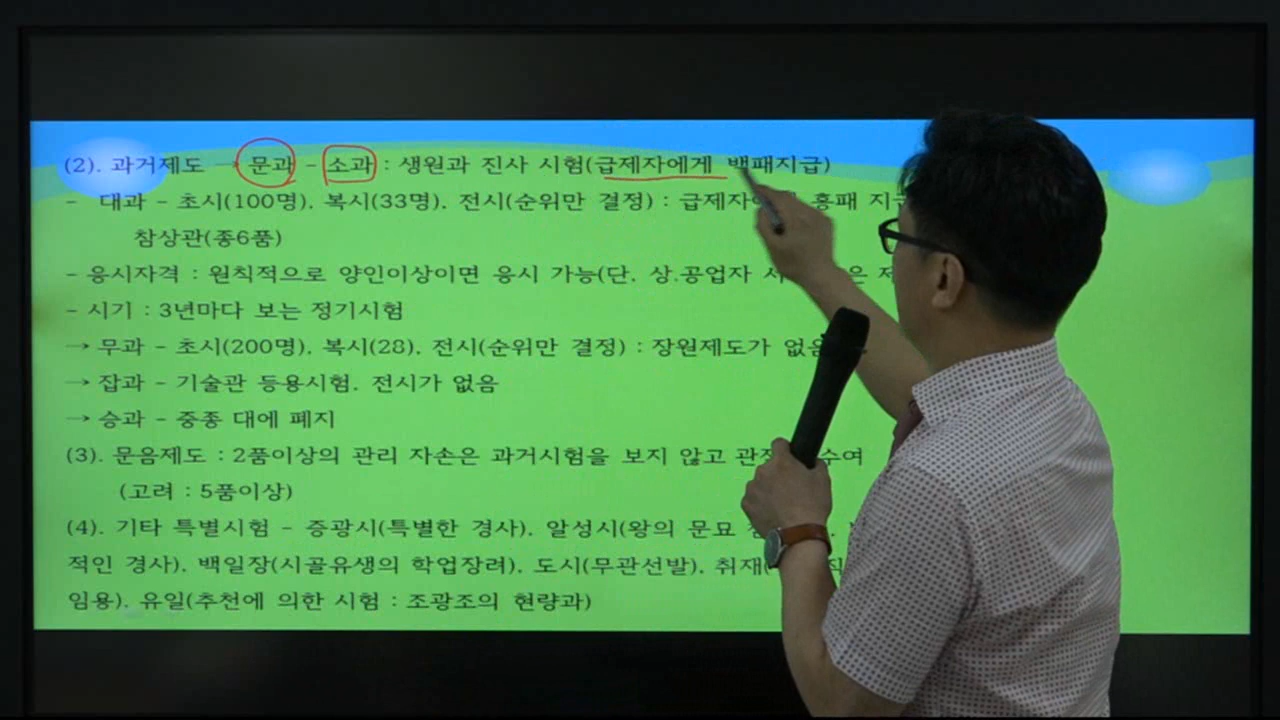 (2). 과거제도 → 문과 - 소과 : 생원과 진사 시험(급제자에게 백패지급)
- 대과 - 초시(100명), 복시(33명), 전시(순위만 결정) : 급제자 홍패
참상관(종6품)
- 응시자격 : 원칙적으로 양인이상이면 응시 가능(단, 상.공업자
- 시기 : 3년마다 보는 정기시험
→ 무과 - 초시(200명), 복시(28), 전시(순위만 결정) : 장원제도가 없음
→ 잡과 - 기술관 등용시험, 전시가 없음
→ 승과 - 중종 대에 폐지
(3). 문음제도 : 2품이상의 관리 자손은 과거시험을 보지 않고 수여
(고려 : 5품이상)
(4). 기타 특별시험 - 증광시(특별한 경사), 알성시(왕의 문묘
적인 경사), 백일장(시골유생의 학업장려), 도시(무관선발), 취재(
임용), 유일(추천에 의한 시험 : 조광조의 현량과)